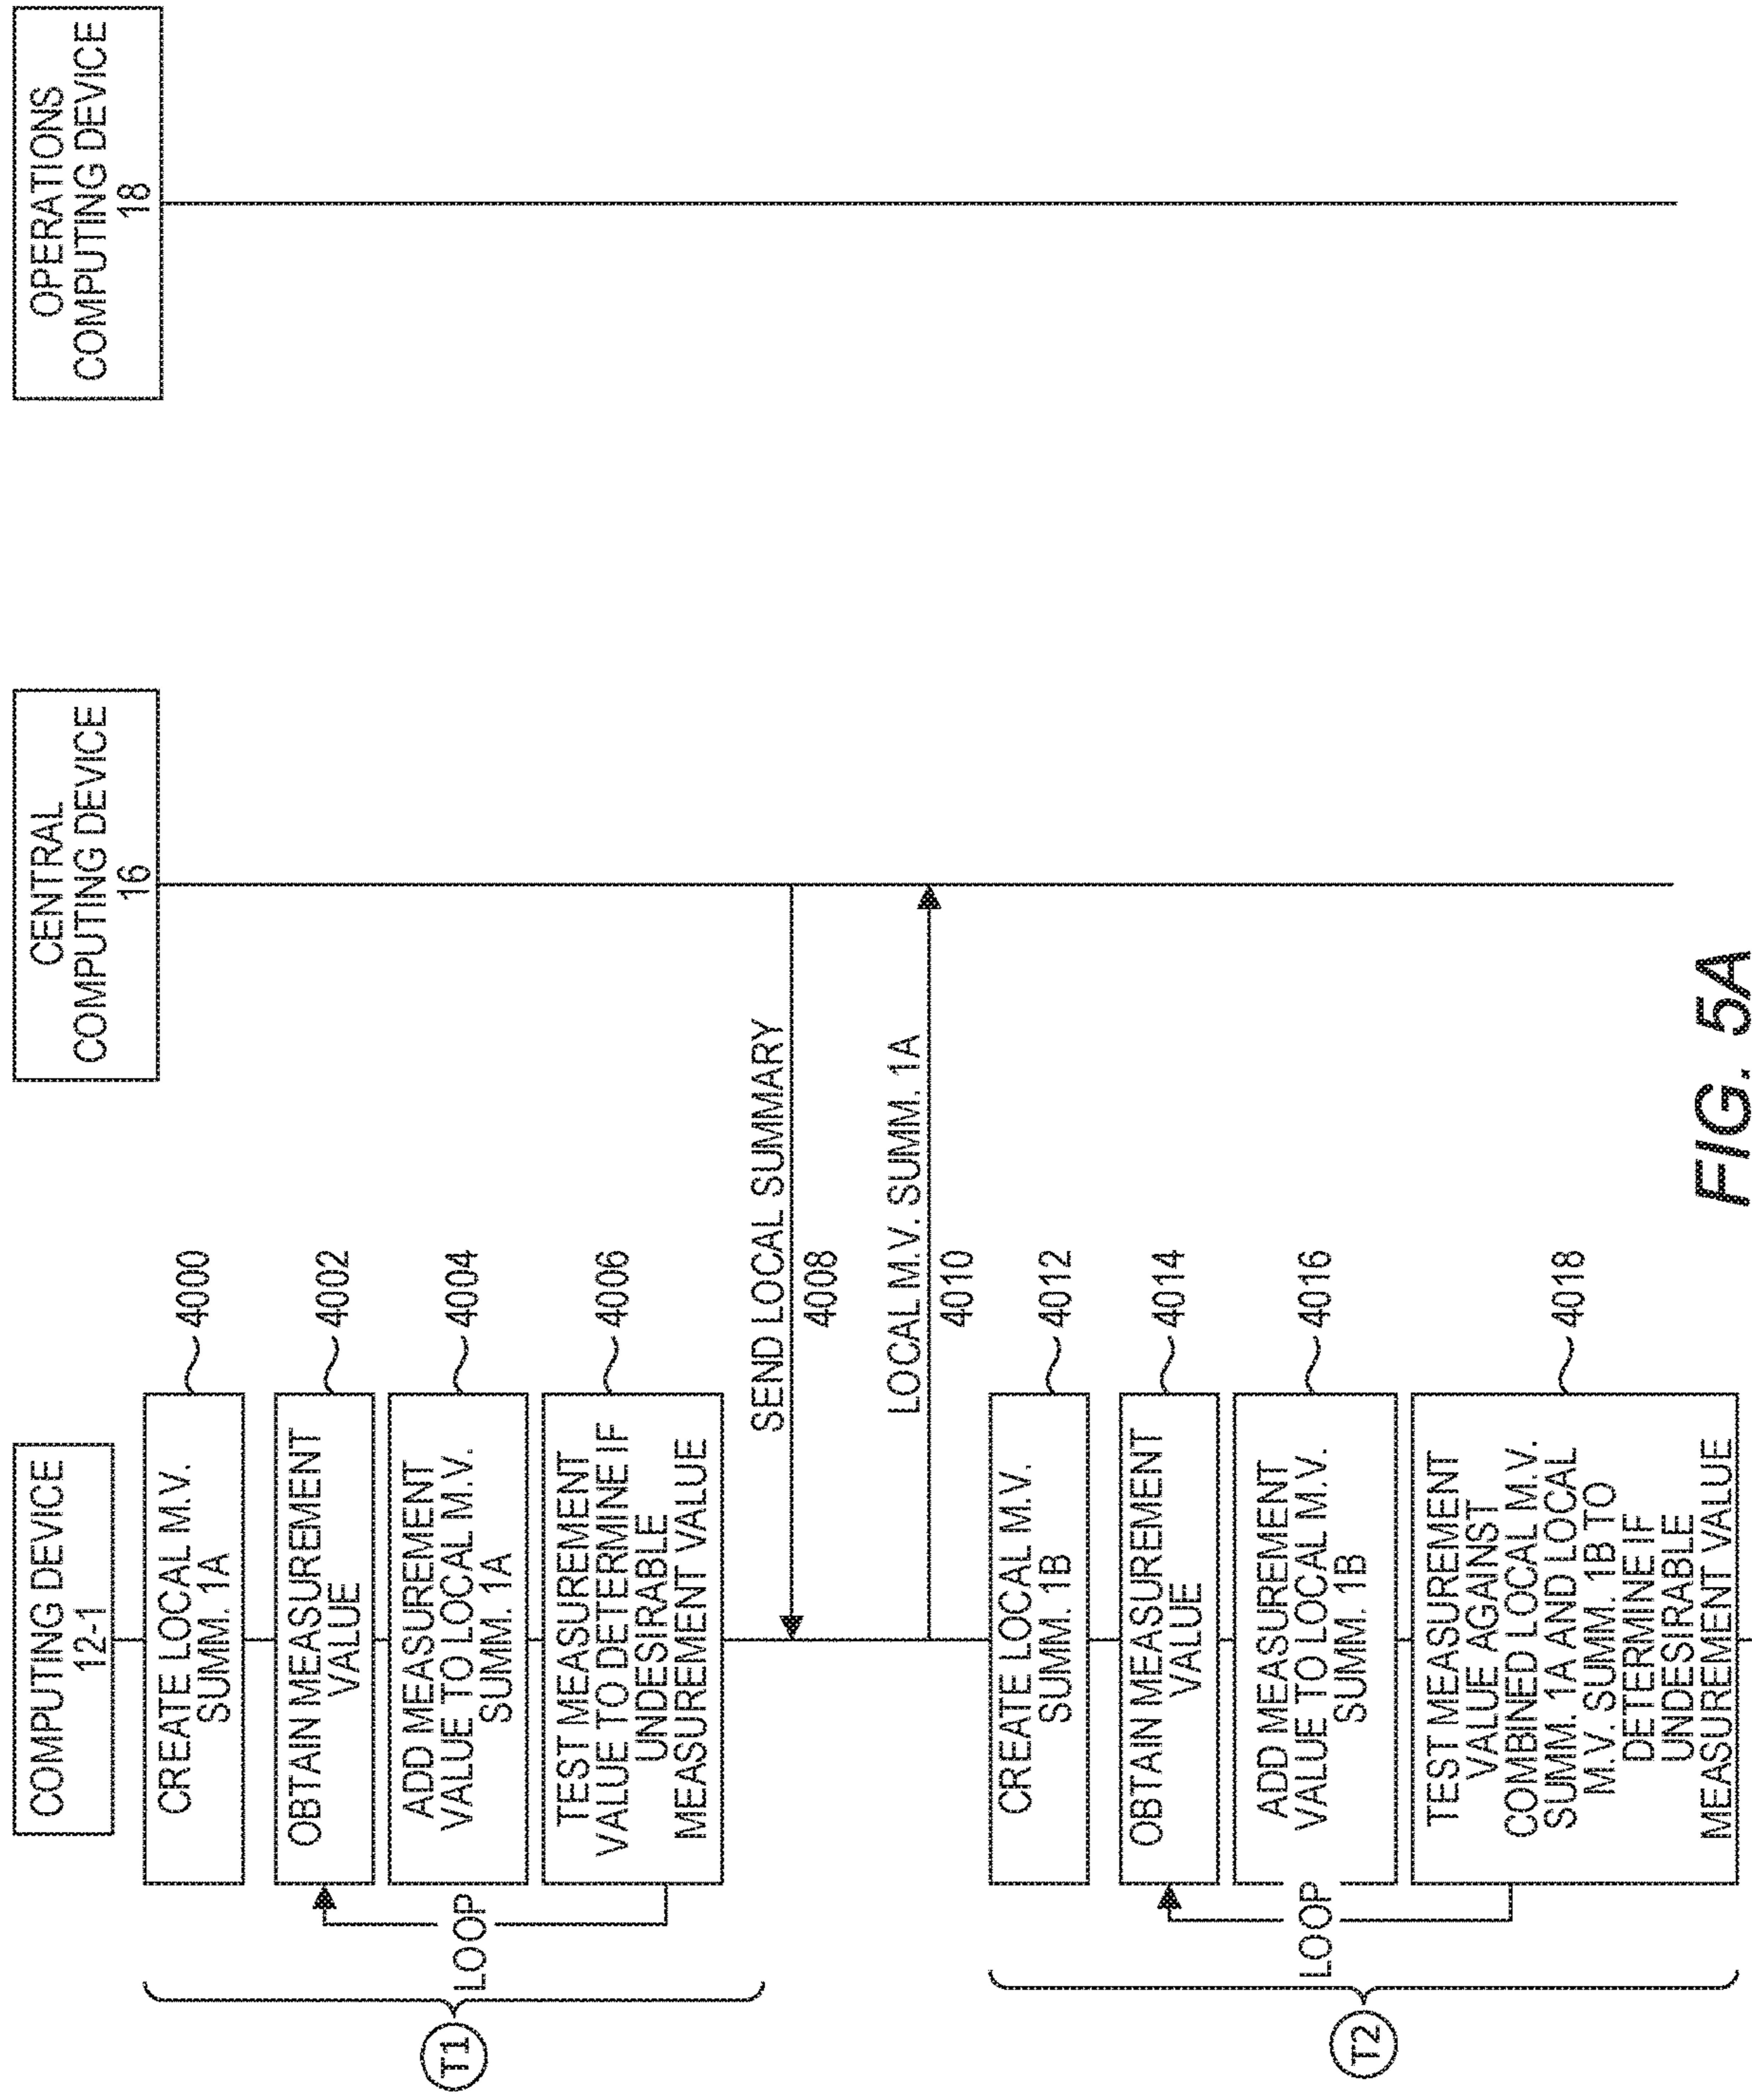 COMPUTING DEVICE
12-1
CENTRAL
COMPUTING DEVICE
16
OPERATIONS
COMPUTING DEVICE
18
T1
LOOP
CREATE LOCAL M.V.
SUMM. 1A
4000
OBTAIN MEASUREMENT
VALUE
4002
ADD MEASUREMENT
VALUE TO LOCAL M.V.
SUMM. 1A
4004
TEST MEASUREMENT
VALUE TO DETERMINE IF
UNDESIRABLE
MEASUREMENT VALUE
4006
SEND LOCAL SUMMARY
4008
LOCAL M.V. SUMM. 1A
4010
T2
LOOP
CREATE LOCAL M.V.
SUMM. 1B
4012
OBTAIN MEASUREMENT
VALUE
4014
ADD MEASUREMENT
VALUE TO LOCAL M.V.
SUMM. 1B
4016
TEST MEASUREMENT
VALUE AGAINST
COMBINED LOCAL M.V.
SUMM. 1A AND LOCAL
M.V. SUMM. 1B TO
DETERMINE IF
UNDESIRABLE
MEASUREMENT VALUE
4018
FIG. 5A